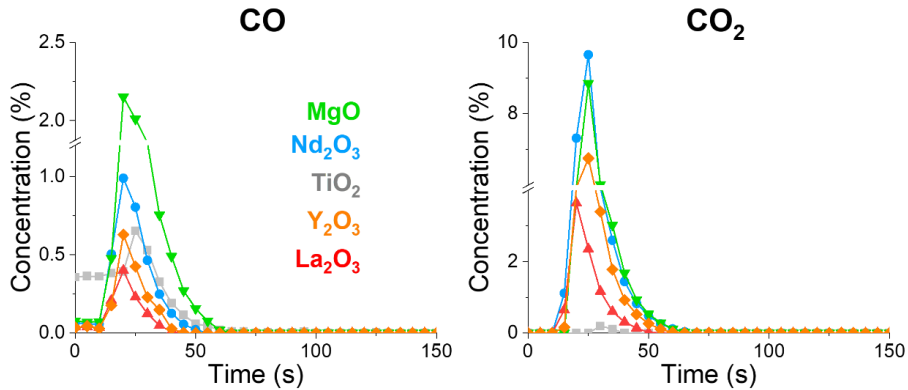 CO
Concentration (%)
2.5
2.0
1.0
0.5
0.0
0
50
100
150
Time (s)
MgO
Nd₂O₃
TiO₂
Y₂O₃
La₂O₃
CO₂
Concentration (%)
10
8
2
0
0
50
100
150
Time (s)